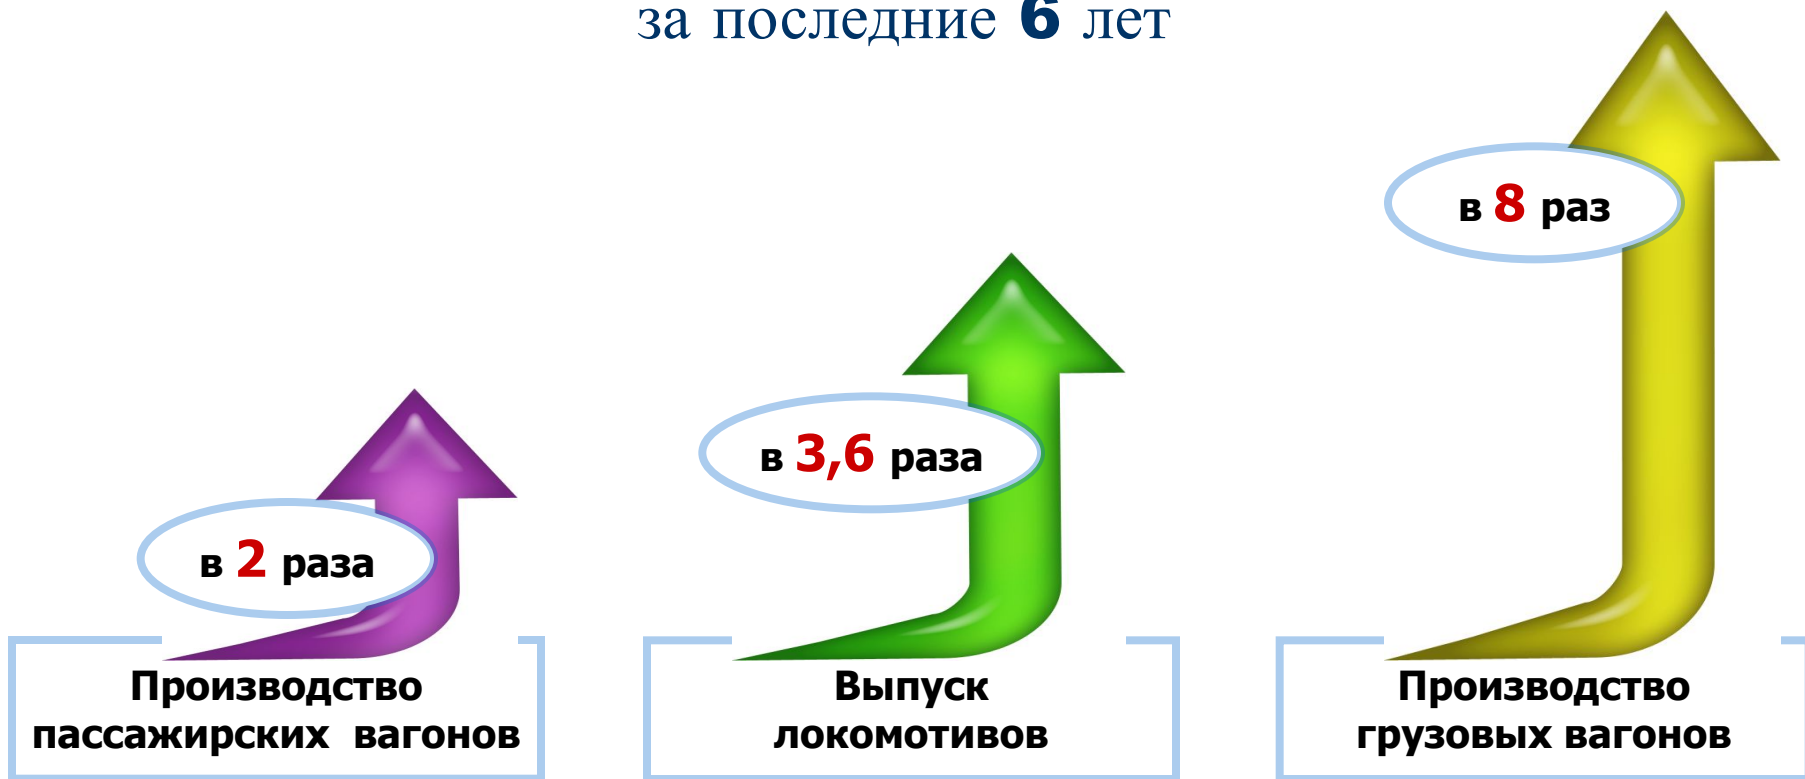 за последние 6 лет
в 8 раз
в 3,6 раза
в 2 раза
Производство
пассажирских вагонов
Выпуск
локомотивов
Производство
грузовых вагонов